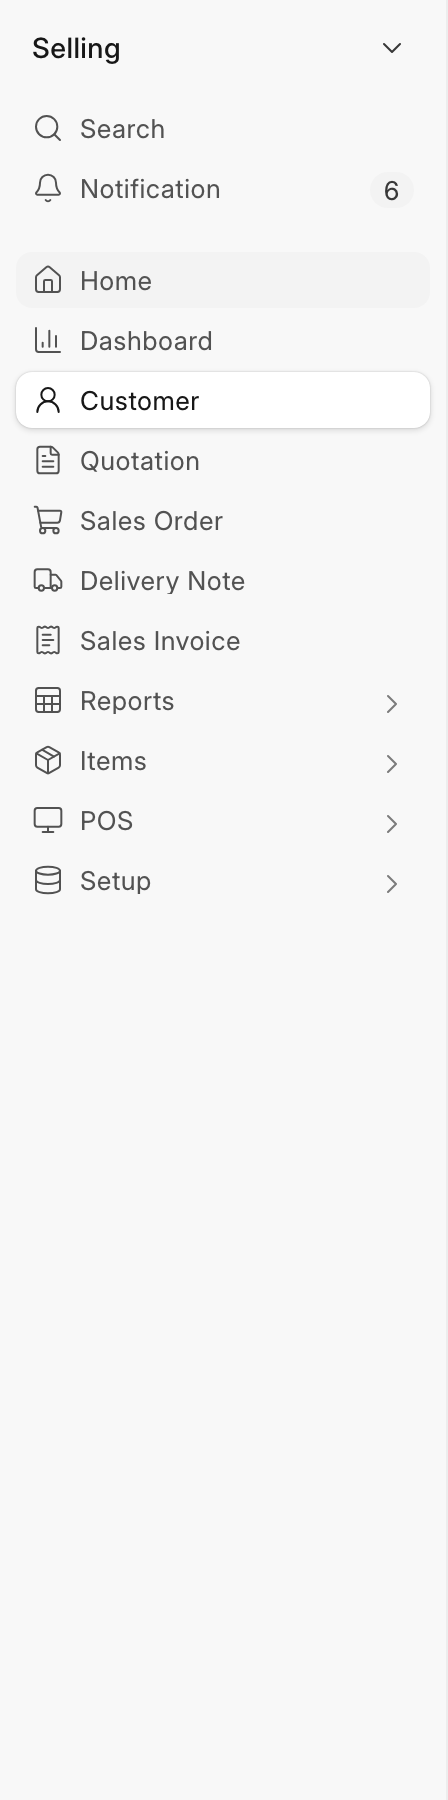 Selling
Search
Notification 6
Home
Dashboard
Customer
Quotation
Sales Order
Delivery Note
Sales Invoice
Reports
Items
POS
Setup